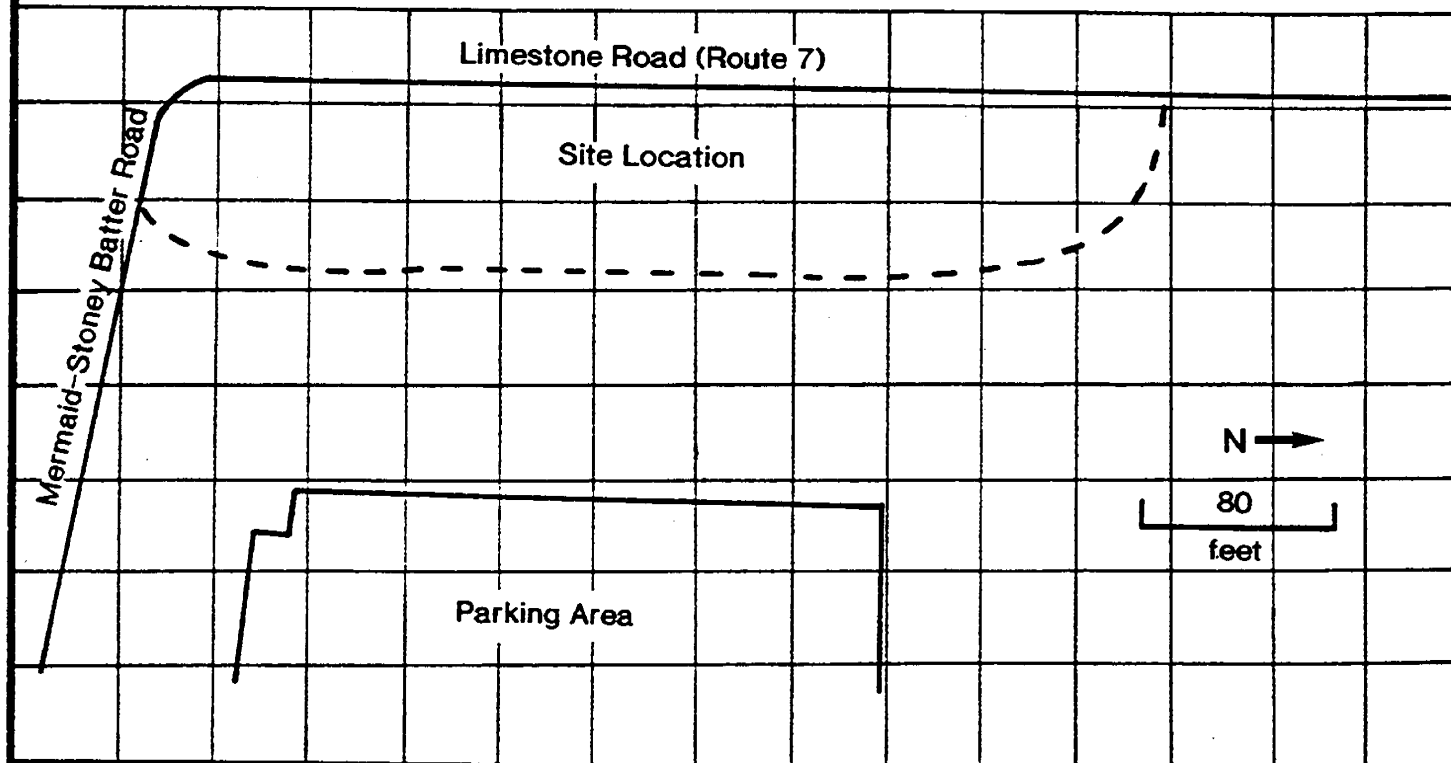 Limestone Road (Route 7)
Site Location
Mermaid-Stoney Batter Road
N
80
feet
Parking Area